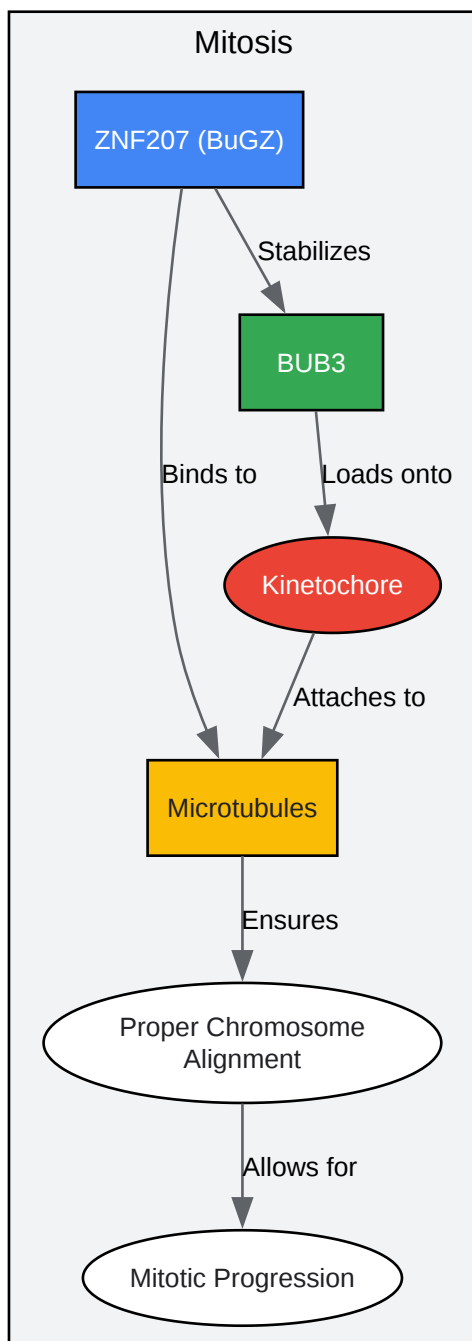 Mitosis
ZNF207 (BuGZ)
Stabilizes
BUB3
Binds to
Loads onto
Kinetochore
Attaches to
Microtubules
Ensures
Proper Chromosome
Alignment
Allows for
Mitotic Progression